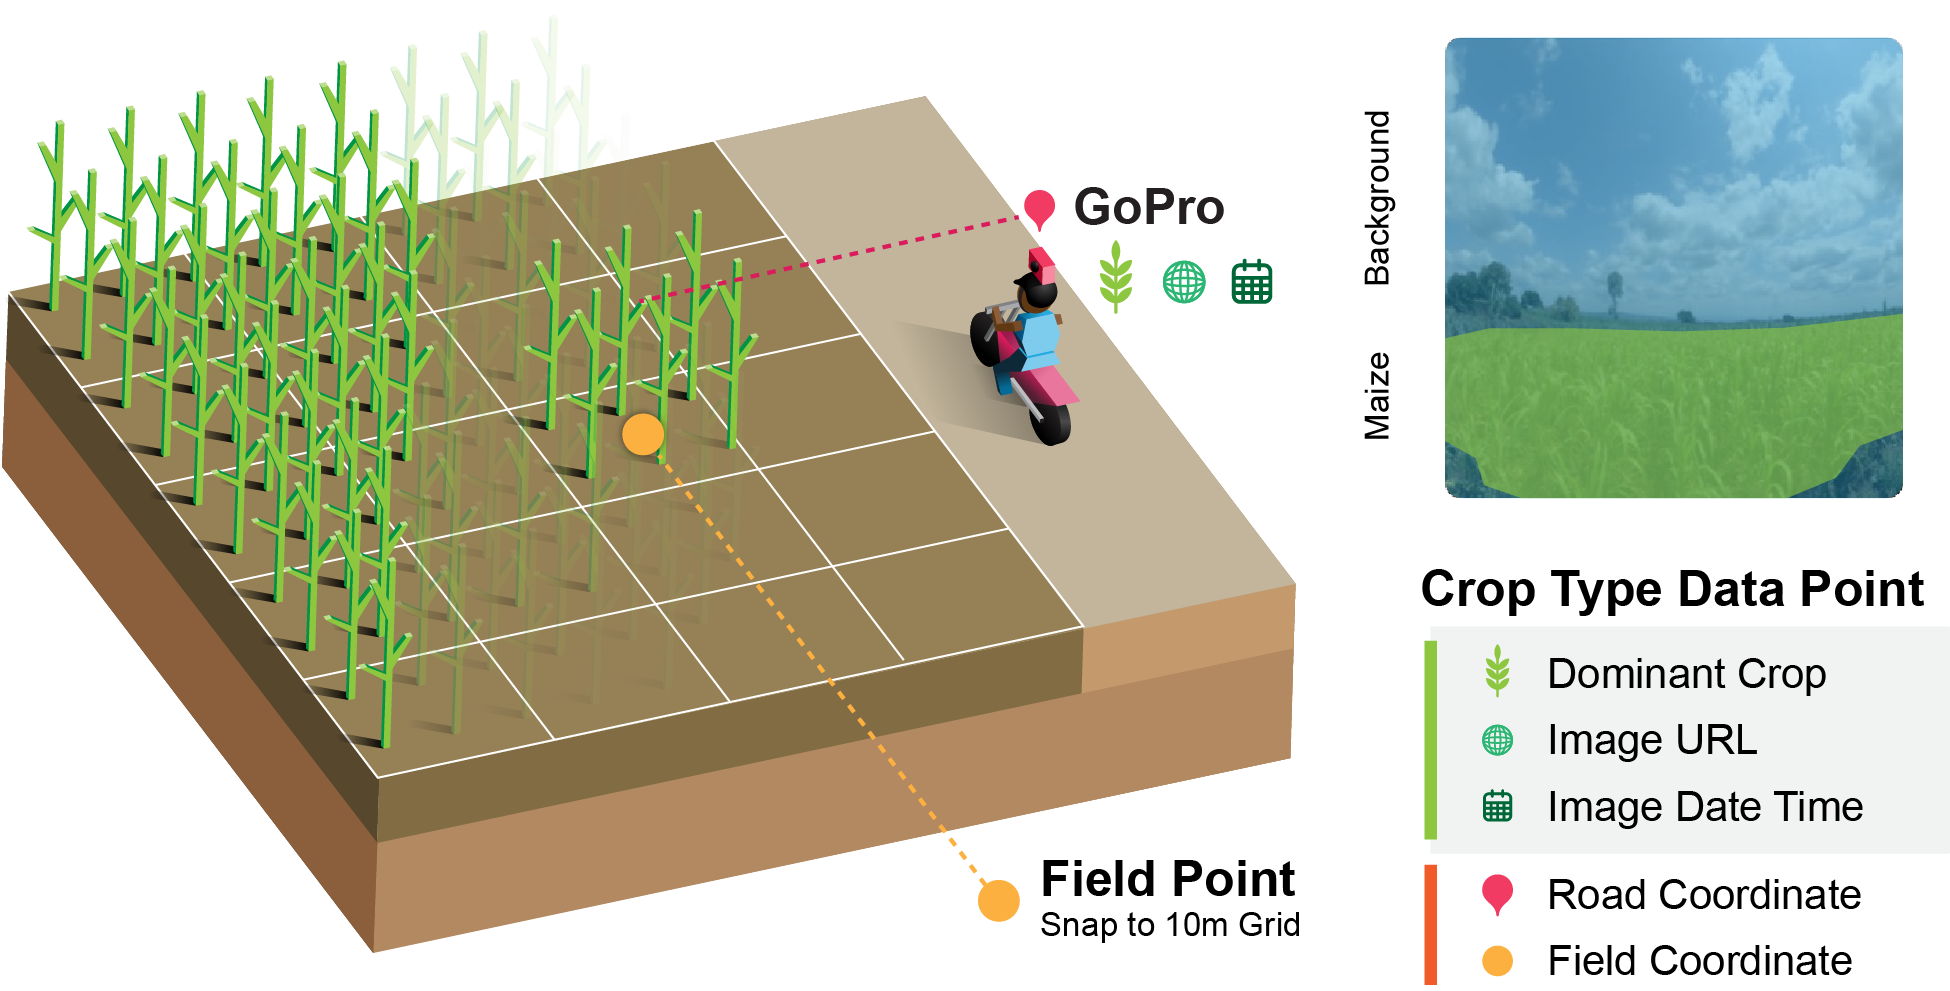 GoPro
Background
Maize
Field Point
Snap to 10m Grid
Crop Type Data Point
Dominant Crop
Image URL
Image Date Time
Road Coordinate
Field Coordinate